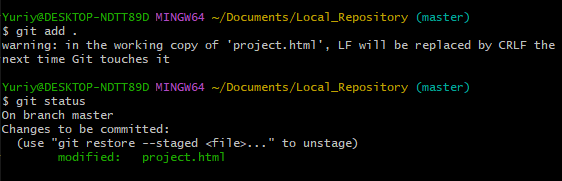 Yuriy@DESKTOP-NDTT89D MINGW64 ~/Documents/Local_Repository (master)
$ git add .
warning: in the working copy of 'project.html', LF will be replaced by CRLF the
next time Git touches it

Yuriy@DESKTOP-NDTT89D MINGW64 ~/Documents/Local_Repository (master)
$ git status
On branch master
Changes to be committed:
  (use "git restore --staged <file>..." to unstage)
        modified:   project.html